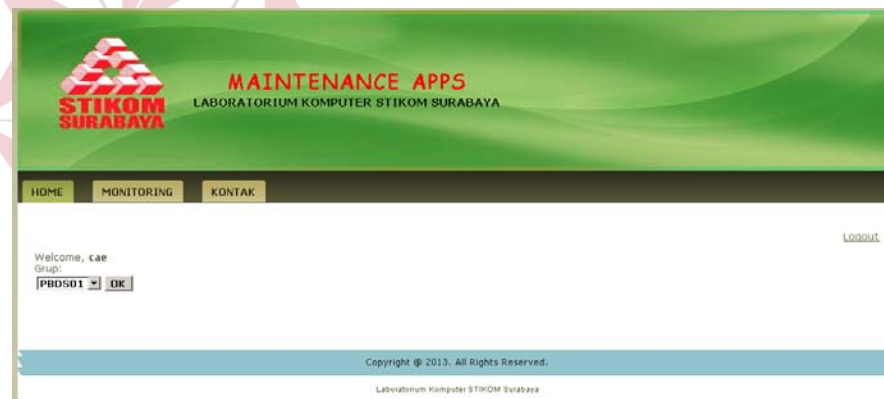 STIKOM
SURABAYA
MAINTENANCE APPS
LABORATORIUM KOMPUTER STIKOM SURABAYA
HOME MONITORING KONTAK
Logout
Welcome, cae
Grup:
PBDS01 OK
Copyright @ 2013. All Rights Reserved.
Laboratorium Komputer STIKOM Surabaya